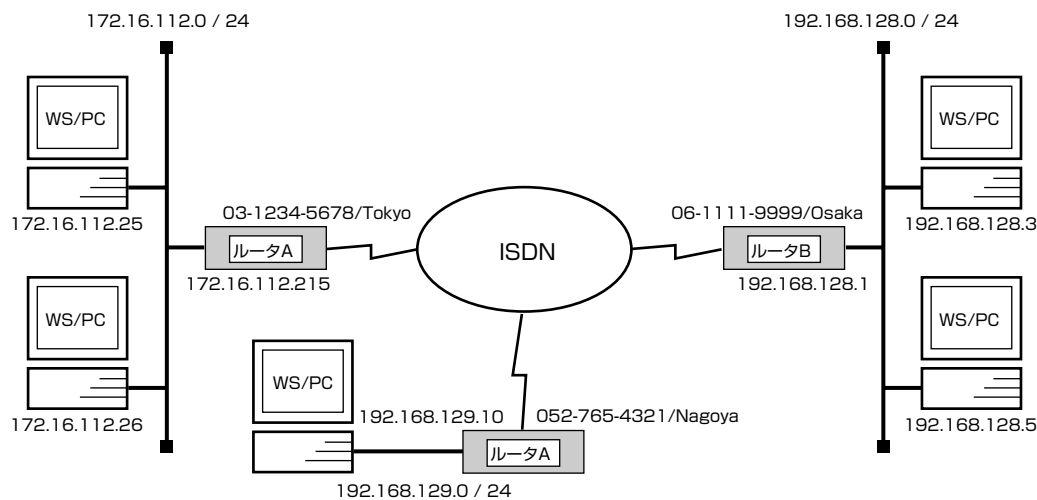 172.16.112.0 / 24
192.168.128.0 / 24
WS/PC
WS/PC
172.16.112.25
03-1234-5678/Tokyo
06-1111-9999/Osaka
192.168.128.3
ルータA
ISDN
ルータB
172.16.112.215
192.168.128.1
WS/PC
WS/PC
WS/PC
172.16.112.26
192.168.129.10
052-765-4321/Nagoya
192.168.128.5
ルータA
192.168.129.0 / 24